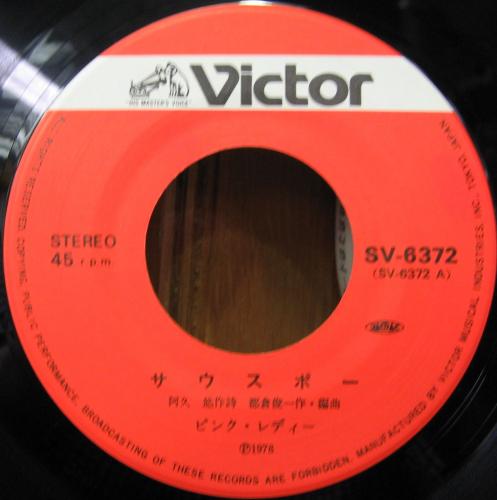 Victor
"HIS MASTER'S VOICE"
STEREO
45 r.p.m.
SV-6372
(SV-6372 A)
サウスポー
阿久 悠作詩 都倉俊一作・編曲
ピンク・レディー
Ⓟ1978
ALL RIGHTS RESERVED. COPYING, PUBLIC PERFORMANCE, BROADCASTING OF THESE RECORDS ARE FORBIDDEN. MANUFACTURED BY VICTOR MUSICAL INDUSTRIES, INC. TOKYO, JAPAN